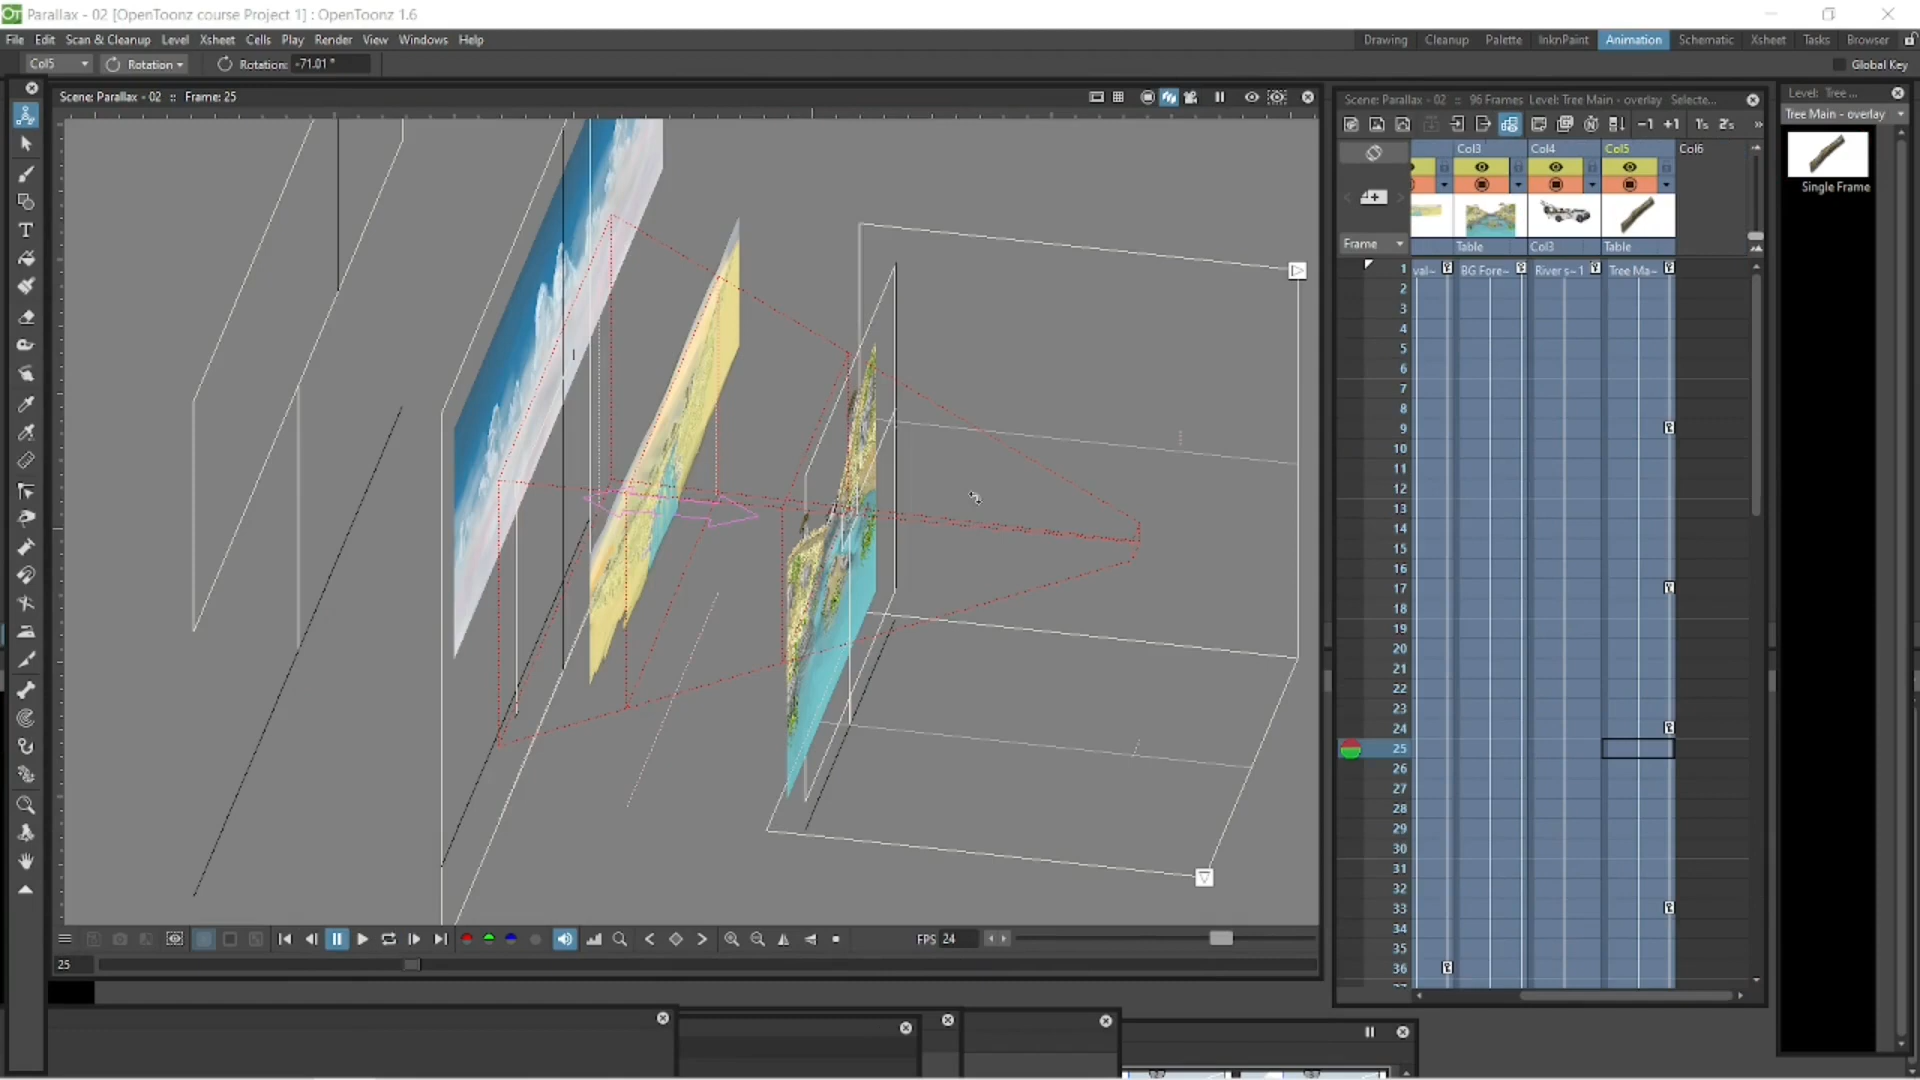 Parallax - 02 [OpenToonz course Project 1] : OpenToonz 1.6
File Edit Scan & Cleanup Level Xsheet Cells Play Render View Windows Help
Drawing Cleanup Palette InknPaint Animation Schematic Xsheet Tasks Browser
Col5 Rotation Rotation: -71.01 °
Global Key
Scene: Parallax - 02 :: Frame: 25
Scene: Parallax - 02 :: 96 Frames Level: Tree Main - overlay Selecte...
Level: Tree ...
Tree Main - overlay
-1 +1 1's 2's »
Col3 Col4 Col5 Col6
Single Frame
Frame Table Col3 Table
1 val~ BG Fore~ River s~1 Tree Ma~
2
3
4
5
6
7
8
9
10
11
12
13
14
15
16
17
18
19
20
21
22
23
24
25
26
27
28
29
30
31
32
33
34
35
36
FPS 24
25